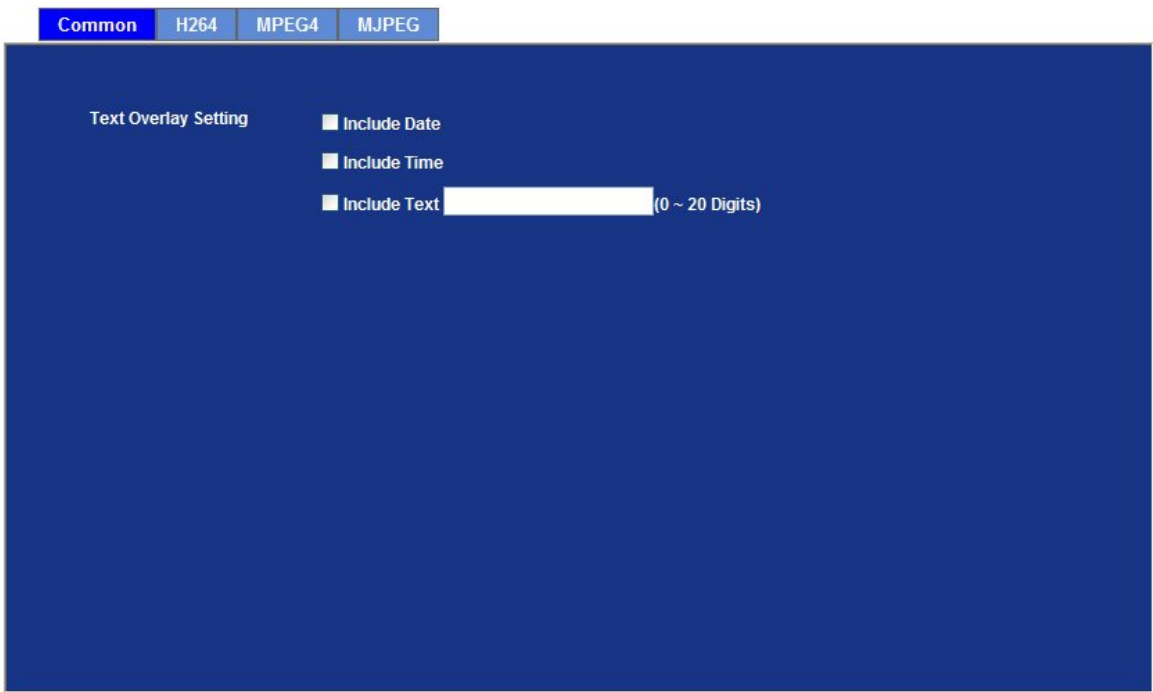 Common H264 MPEG4 MJPEG
Text Overlay Setting
Include Date
Include Time
Include Text (0 ~ 20 Digits)